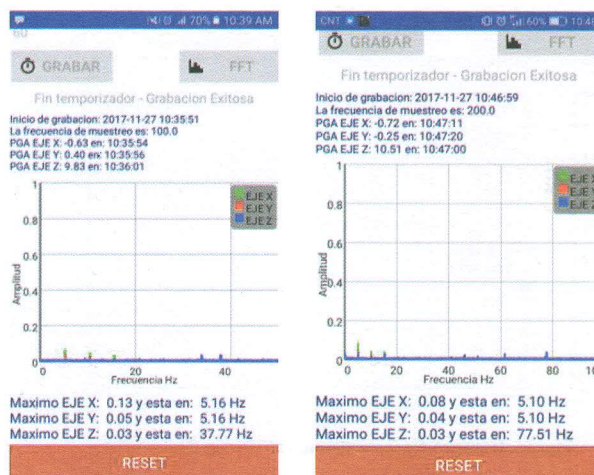 70% 10:39 AM
60
GRABAR FFT
Fin temporizador - Grabacion Exitosa
Inicio de grabacion: 2017-11-27 10:35:51
La frecuencia de muestreo es: 100.0
PGA EJE X: -0.63 en: 10:35:54
PGA EJE Y: 0.40 en: 10:35:56
PGA EJE Z: 9.83 en: 10:36:01
1
0.8
0.6
0.4
0.2
EJE X
EJE Y
EJE Z
Amplitud
0 20 40
Frecuencia Hz
Maximo EJE X: 0.13 y esta en: 5.16 Hz
Maximo EJE Y: 0.05 y esta en: 5.16 Hz
Maximo EJE Z: 0.03 y esta en: 37.77 Hz
RESET
CNT 60% 10:48
GRABAR FFT
Fin temporizador - Grabacion Exitosa
Inicio de grabacion: 2017-11-27 10:46:59
La frecuencia de muestreo es: 200.0
PGA EJE X: -0.72 en: 10:47:11
PGA EJE Y: -0.25 en: 10:47:20
PGA EJE Z: 10.51 en: 10:47:00
1
0.8
0.6
0.4
0.2
EJE X
EJE Y
EJE Z
Amplitud
0 20 40 60 80 100
Frecuencia Hz
Maximo EJE X: 0.08 y esta en: 5.10 Hz
Maximo EJE Y: 0.04 y esta en: 5.10 Hz
Maximo EJE Z: 0.03 y esta en: 77.51 Hz
RESET